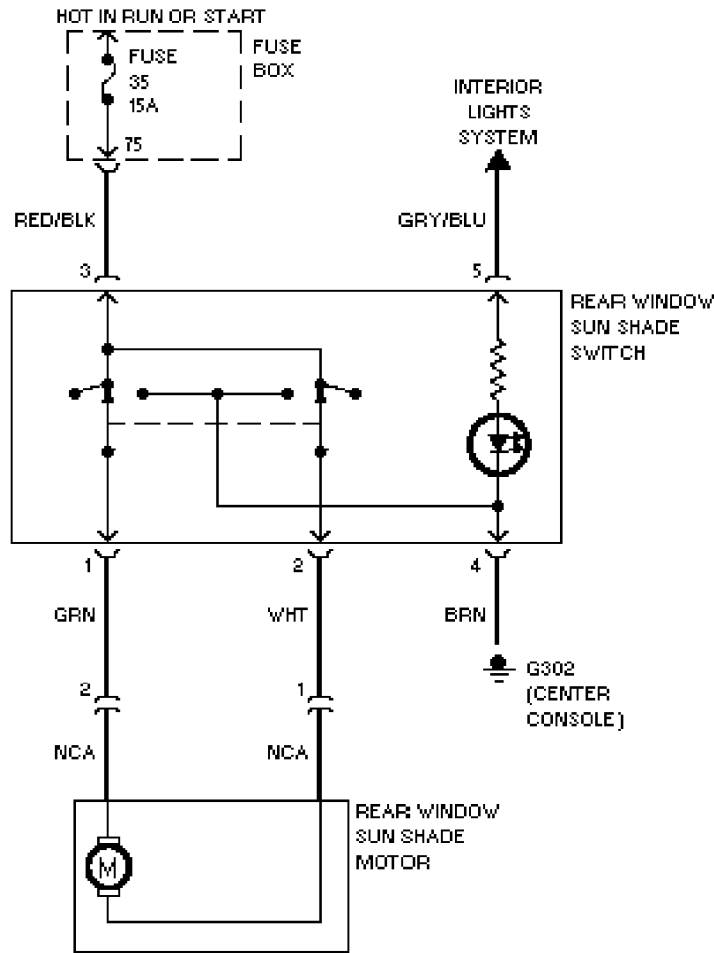 HOT IN RUN OR START
FUSE
35
15A
75
FUSE
BOX
INTERIOR
LIGHTS
SYSTEM
RED/BLK
GRY/BLU
3
5
REAR WINDOW
SUN SHADE
SWITCH
1
2
4
GRN
WHT
BRN
2
1
G302
(CENTER
CONSOLE)
NCA
NCA
REAR WINDOW
SUN SHADE
MOTOR
M